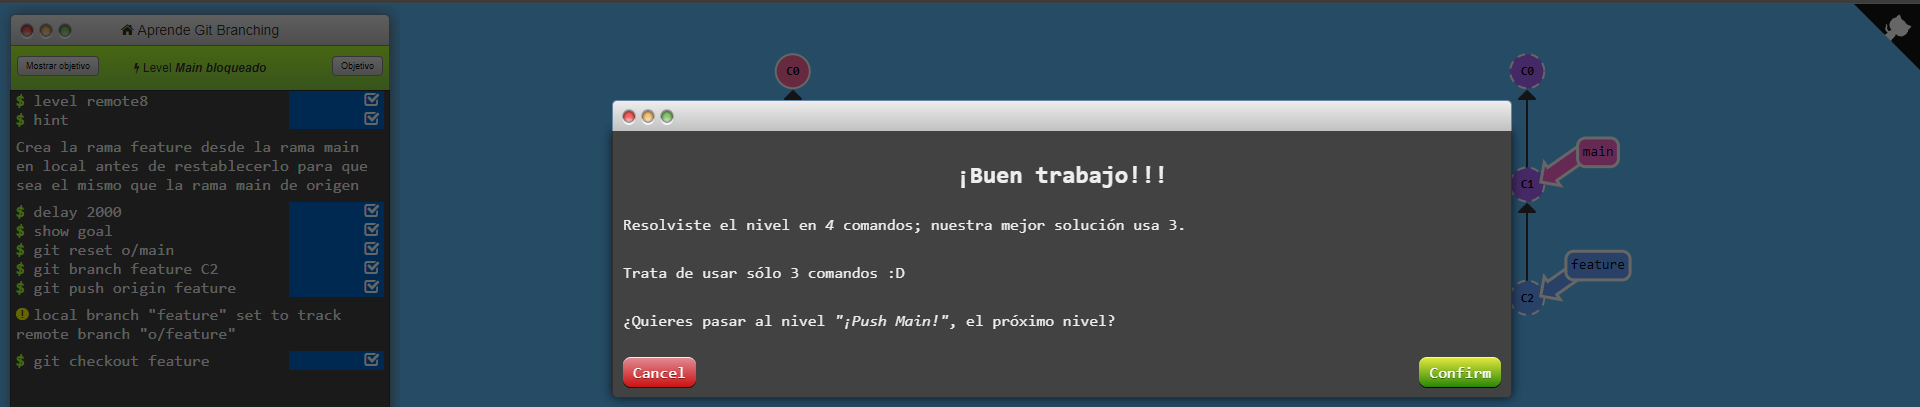 Aprende Git Branching
Mostrar objetivo
Level Main bloqueado
Objetivo
$ level remote8
$ hint
Crea la rama feature desde la rama main
en local antes de restablecerlo para que
sea el mismo que la rama main de origen
$ delay 2000
$ show goal
$ git reset o/main
$ git branch feature C2
$ git push origin feature
local branch "feature" set to track
remote branch "o/feature"
$ git checkout feature
C0
¡Buen trabajo!!!
Resolviste el nivel en 4 comandos; nuestra mejor solución usa 3.
Trata de usar sólo 3 comandos :D
¿Quieres pasar al nivel "¡Push Main!", el próximo nivel?
Cancel
Confirm
C0
main
C1
feature
C2